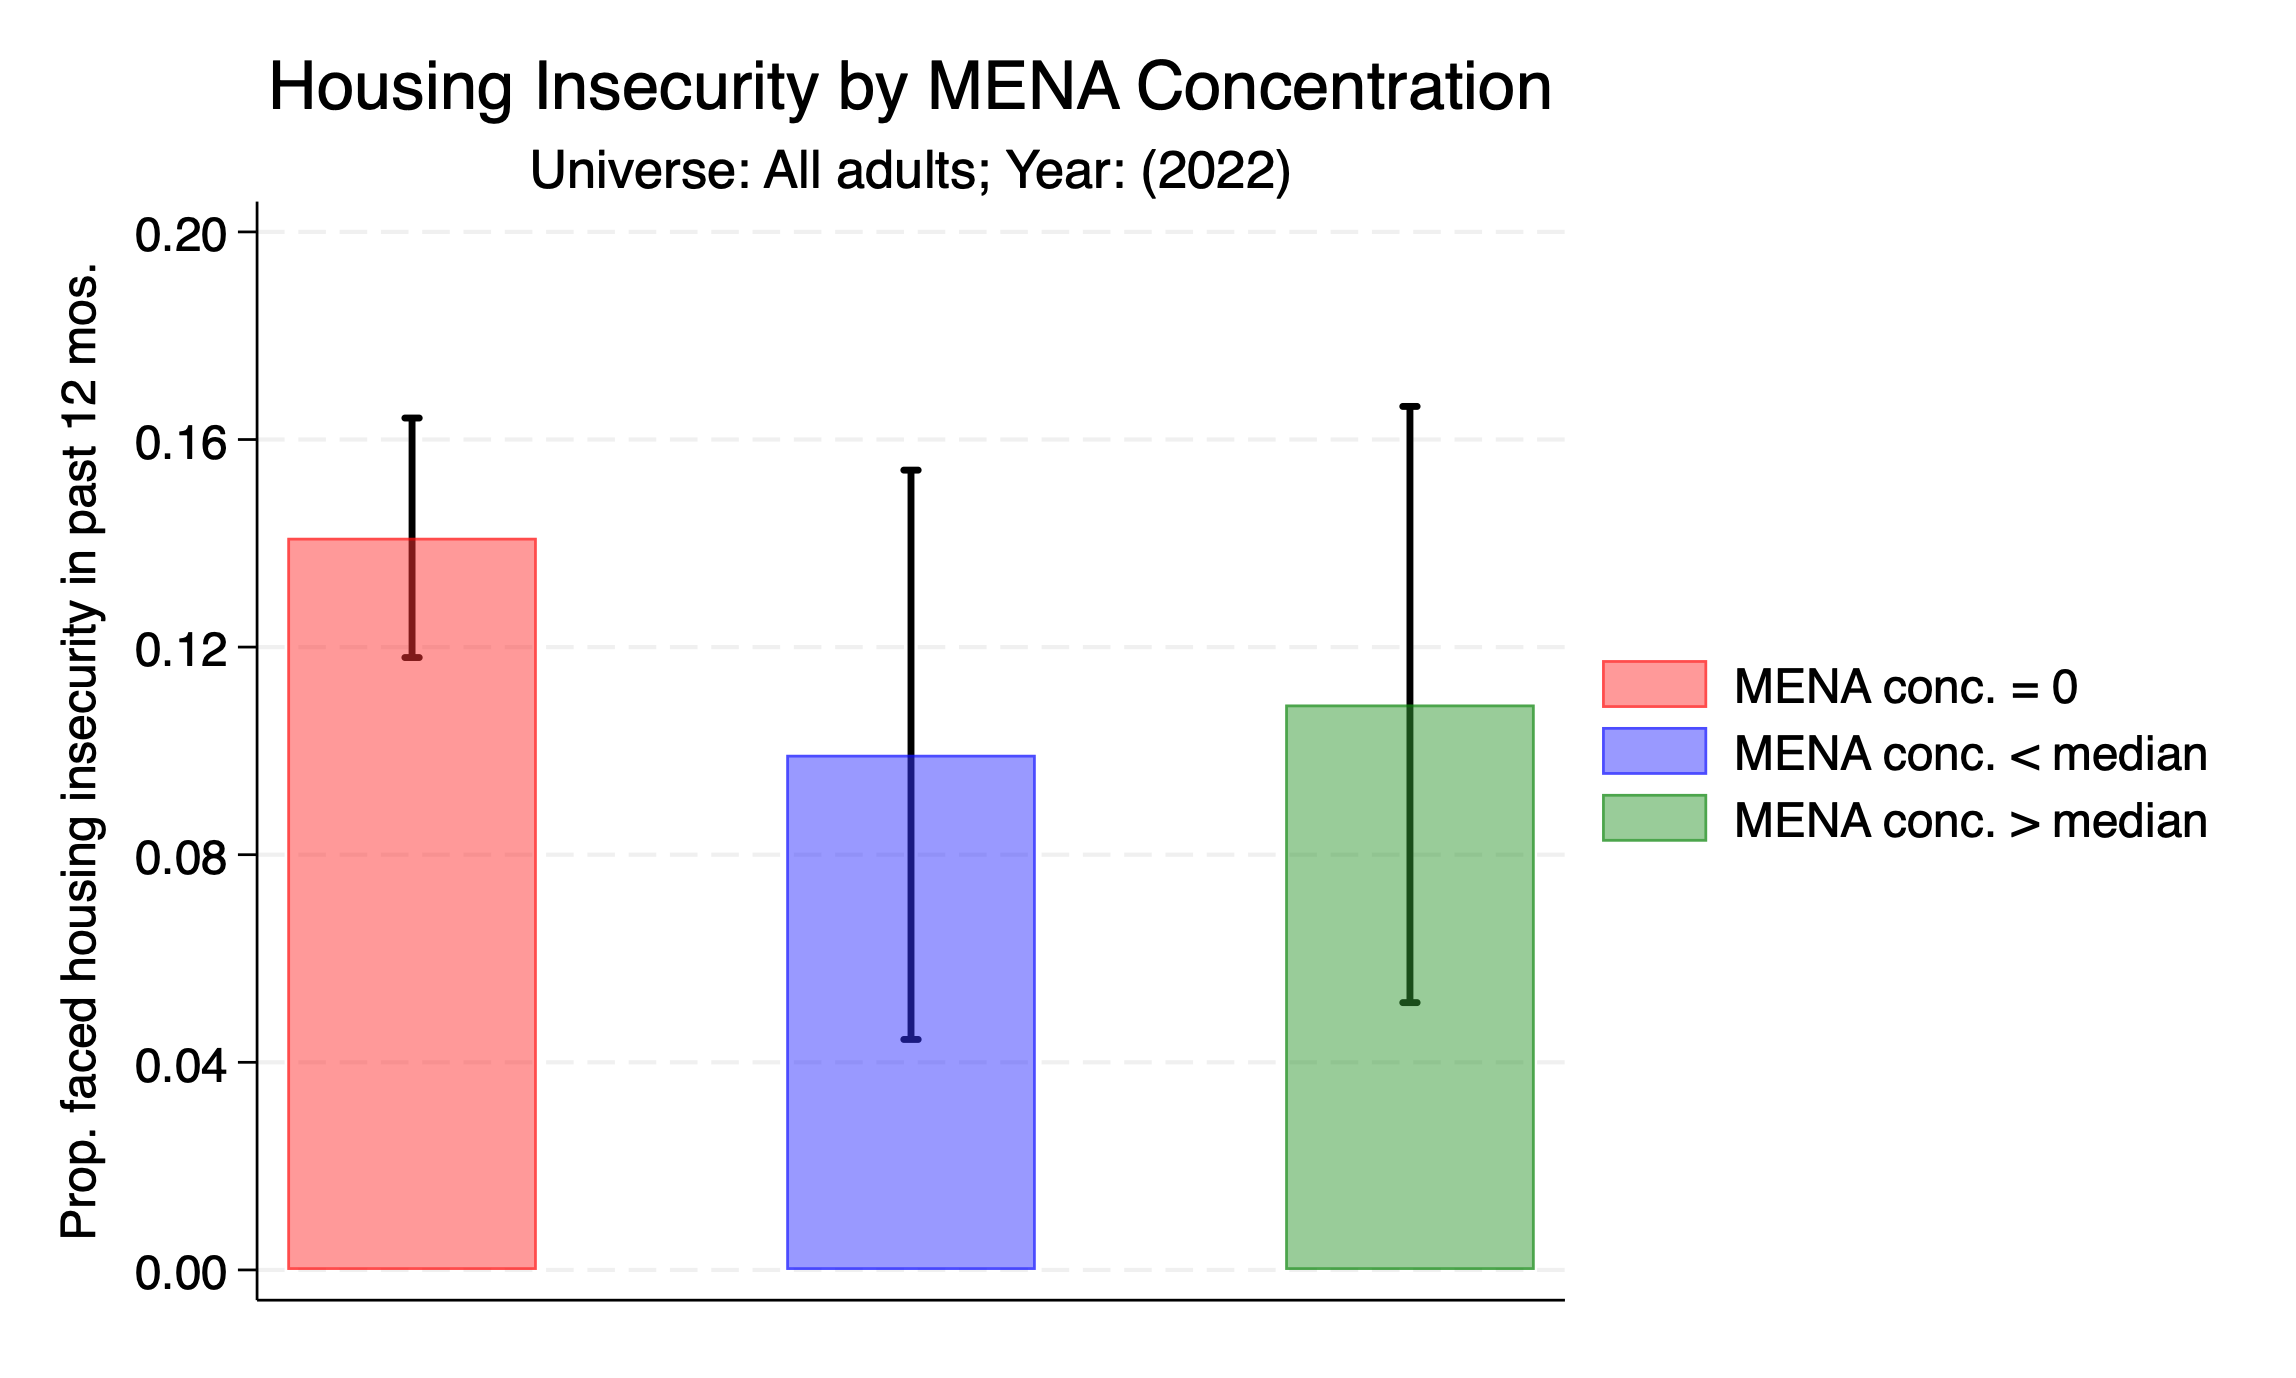 Housing Insecurity by MENA Concentration
Universe: All adults; Year: (2022)
Prop. faced housing insecurity in past 12 mos.
0.20
0.16
0.12
0.08
0.04
0.00
MENA conc. = 0
MENA conc. < median
MENA conc. > median